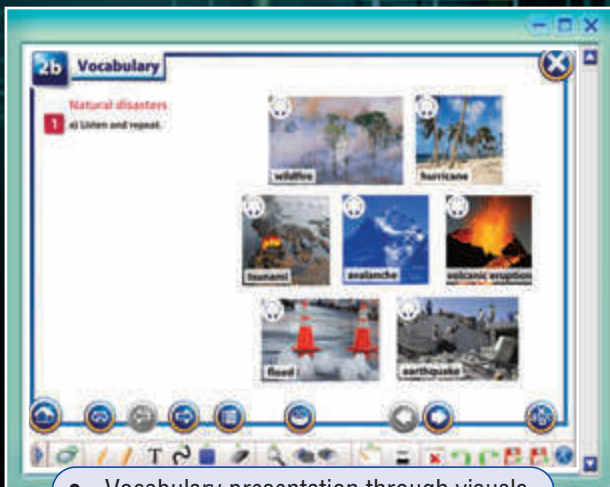 2b Vocabulary
Natural disasters
1 a) Listen and repeat.
wildfire
hurricane
tsunami
avalanche
volcanic eruption
flood
earthquake
T
• Vocabulary presentation through visuals